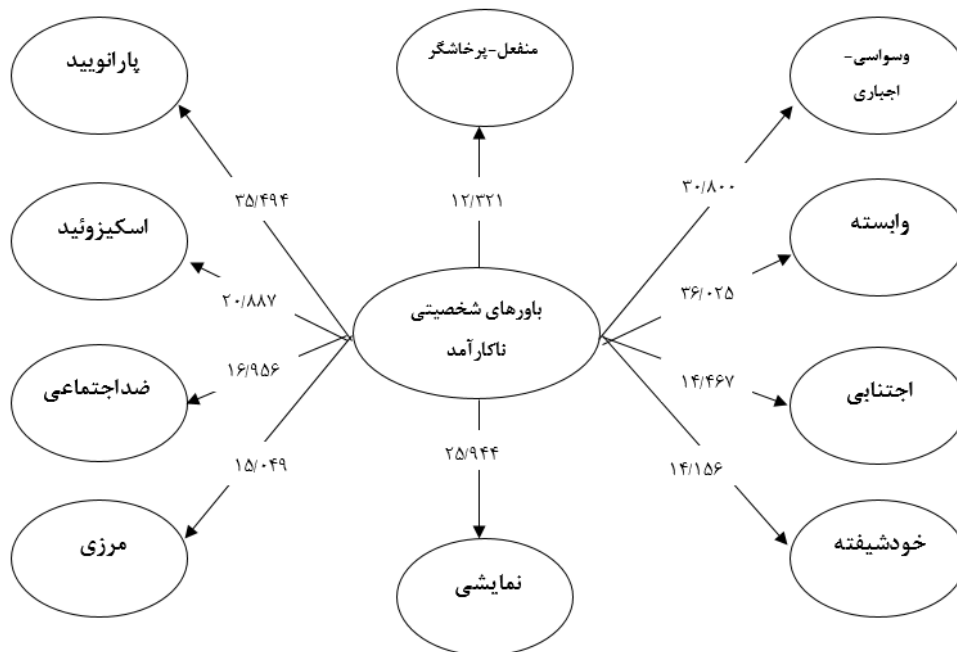 وسواسی-
اجباری
منفعل-پرخاشگر
پارانویید
۳۰/۸۰۰
۱۲/۳۲۱
۳۵/۴۹۴
وابسته
اسکیزوئید
۳۶/۰۲۵
۲۰/۸۸۷
باورهای شخصیتی
ناکارآمد
۱۴/۴۶۷
۱۶/۹۵۶
اجتنابی
ضداجتماعی
۱۴/۱۵۶
۲۵/۹۴۴
۱۵/۰۴۹
خودشیفته
نمایشی
مرزی